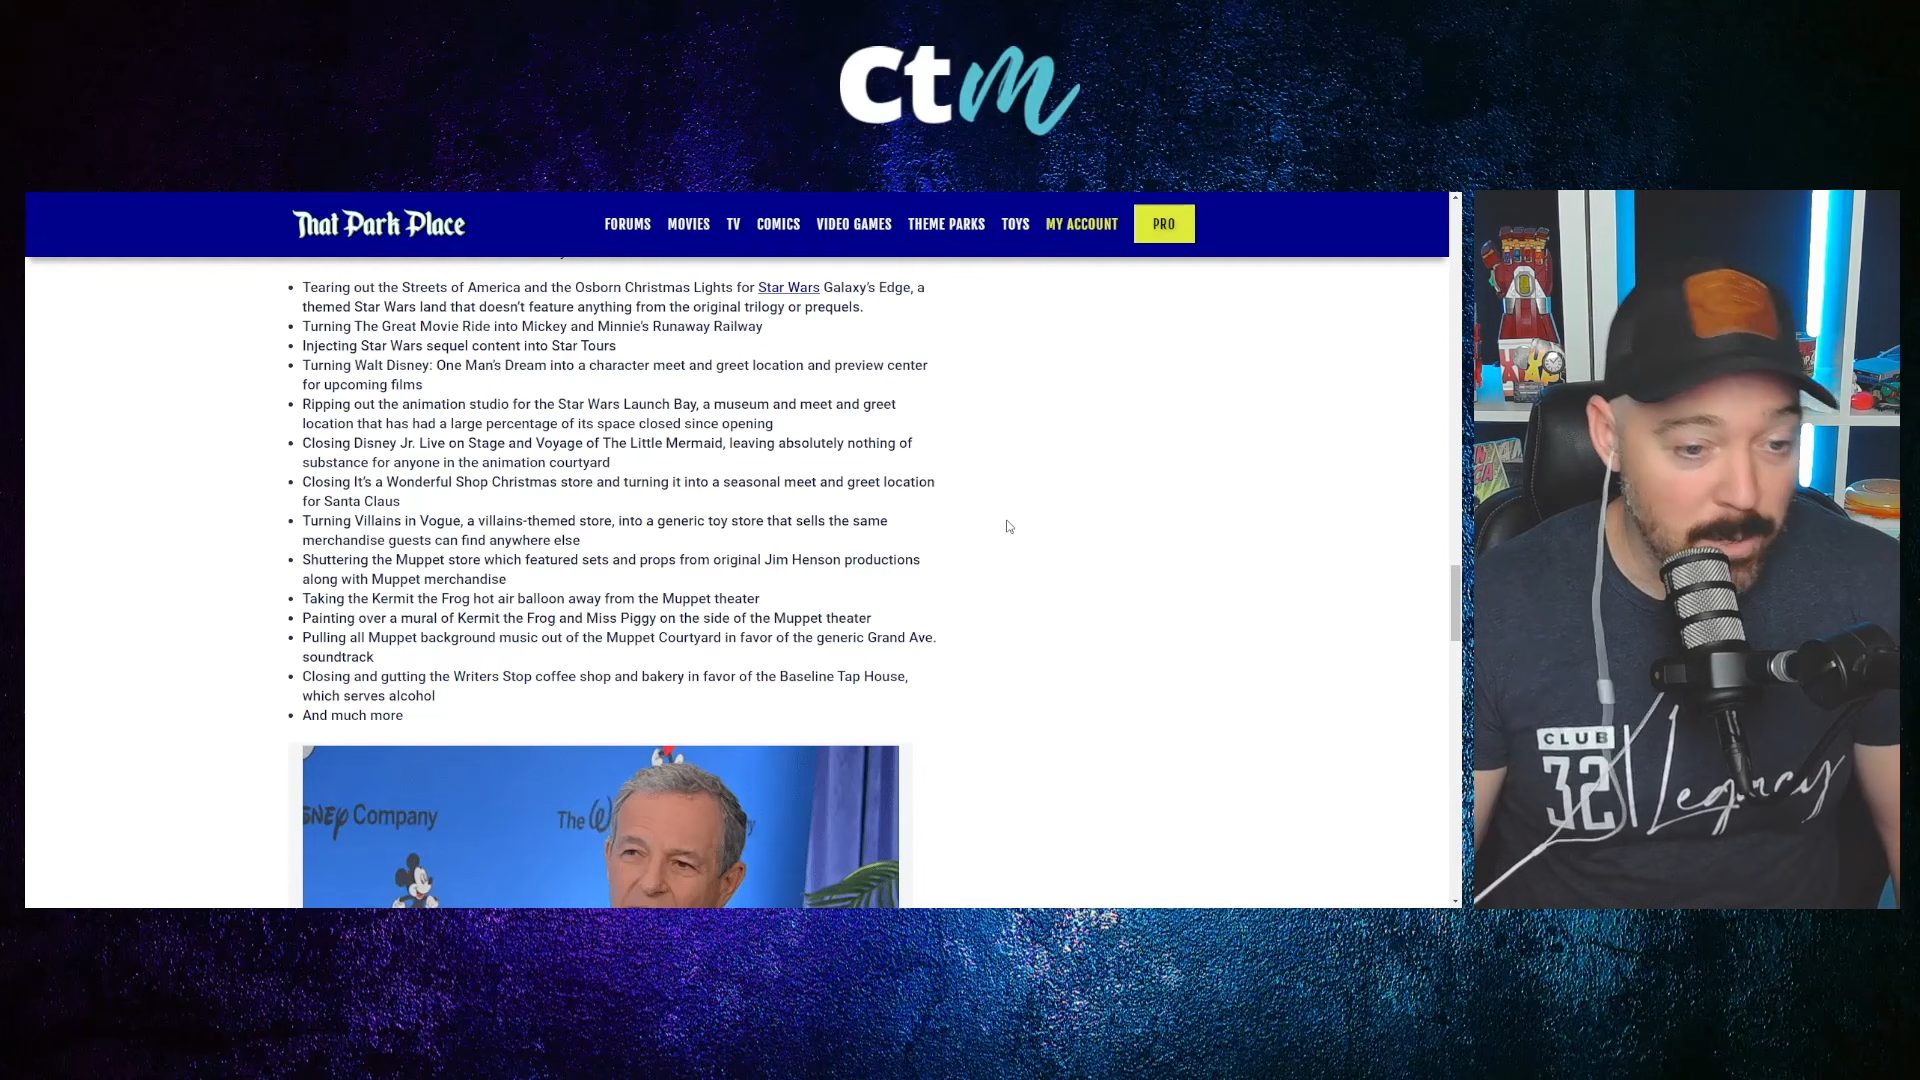 ctm
That Park Place
FORUMS MOVIES TV COMICS VIDEO GAMES THEME PARKS TOYS MY ACCOUNT PRO
• Tearing out the Streets of America and the Osborn Christmas Lights for Star Wars Galaxy’s Edge, a
themed Star Wars land that doesn’t feature anything from the original trilogy or prequels.
• Turning The Great Movie Ride into Mickey and Minnie’s Runaway Railway
• Injecting Star Wars sequel content into Star Tours
• Turning Walt Disney: One Man’s Dream into a character meet and greet location and preview center
for upcoming films
• Ripping out the animation studio for the Star Wars Launch Bay, a museum and meet and greet
location that has had a large percentage of its space closed since opening
• Closing Disney Jr. Live on Stage and Voyage of The Little Mermaid, leaving absolutely nothing of
substance for anyone in the animation courtyard
• Closing It’s a Wonderful Shop Christmas store and turning it into a seasonal meet and greet location
for Santa Claus
• Turning Villains in Vogue, a villains-themed store, into a generic toy store that sells the same
merchandise guests can find anywhere else
• Shuttering the Muppet store which featured sets and props from original Jim Henson productions
along with Muppet merchandise
• Taking the Kermit the Frog hot air balloon away from the Muppet theater
• Painting over a mural of Kermit the Frog and Miss Piggy on the side of the Muppet theater
• Pulling all Muppet background music out of the Muppet Courtyard in favor of the generic Grand Ave.
soundtrack
• Closing and gutting the Writers Stop coffee shop and bakery in favor of the Baseline Tap House,
which serves alcohol
• And much more
SNEY Company
The W
CLUB
32
Legacy